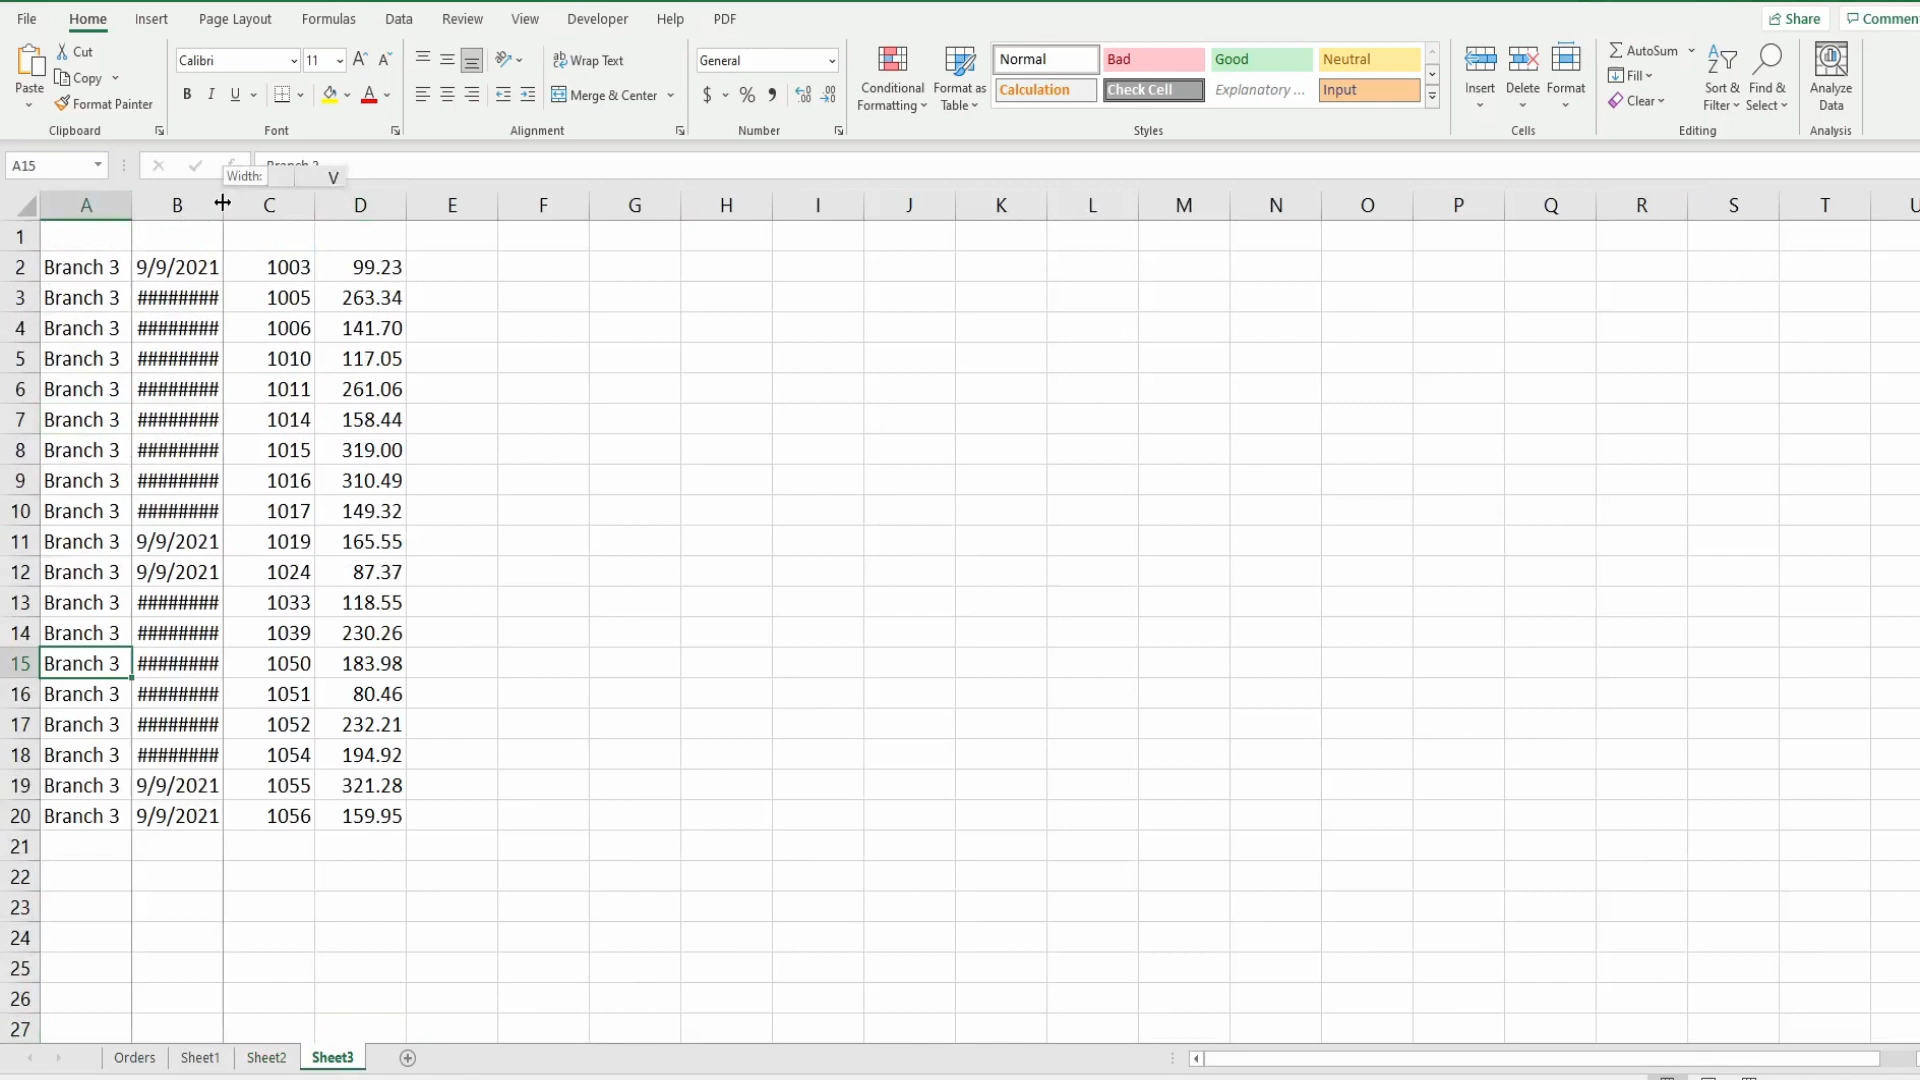 File Home Insert Page Layout Formulas Data Review View Developer Help PDF Share Commen
Cut Calibri 11 Wrap Text General Normal Bad Good Neutral AutoSum
Paste Copy Conditional Formatting Format as Table Fill Insert Delete Format Sort & Filter Find & Select Analyze Data
Format Painter B I U A Merge & Center $ % Calculation Check Cell Explanatory ... Input Clear
Clipboard Font Alignment Number Styles Cells Editing Analysis
A15
Width: V
A B C D E F G H I J K L M N O P Q R S T U
1
2 Branch 3 9/9/2021 1003 99.23
3 Branch 3 ######## 1005 263.34
4 Branch 3 ######## 1006 141.70
5 Branch 3 ######## 1010 117.05
6 Branch 3 ######## 1011 261.06
7 Branch 3 ######## 1014 158.44
8 Branch 3 ######## 1015 319.00
9 Branch 3 ######## 1016 310.49
10 Branch 3 ######## 1017 149.32
11 Branch 3 9/9/2021 1019 165.55
12 Branch 3 9/9/2021 1024 87.37
13 Branch 3 ######## 1033 118.55
14 Branch 3 ######## 1039 230.26
15 Branch 3 ######## 1050 183.98
16 Branch 3 ######## 1051 80.46
17 Branch 3 ######## 1052 232.21
18 Branch 3 ######## 1054 194.92
19 Branch 3 9/9/2021 1055 321.28
20 Branch 3 9/9/2021 1056 159.95
21
22
23
24
25
26
27
Orders Sheet1 Sheet2 Sheet3